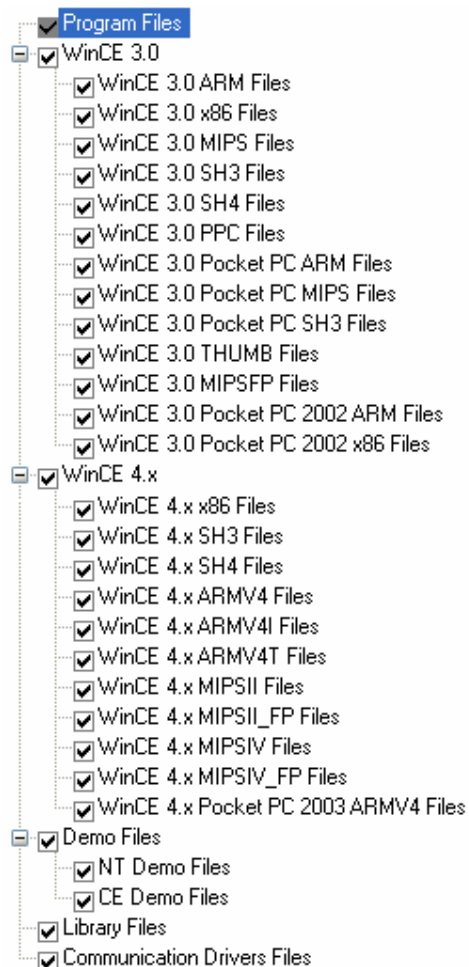 Program Files
WinCE 3.0
WinCE 3.0 ARM Files
WinCE 3.0 x86 Files
WinCE 3.0 MIPS Files
WinCE 3.0 SH3 Files
WinCE 3.0 SH4 Files
WinCE 3.0 PPC Files
WinCE 3.0 Pocket PC ARM Files
WinCE 3.0 Pocket PC MIPS Files
WinCE 3.0 Pocket PC SH3 Files
WinCE 3.0 THUMB Files
WinCE 3.0 MIPSFP Files
WinCE 3.0 Pocket PC 2002 ARM Files
WinCE 3.0 Pocket PC 2002 x86 Files
WinCE 4.x
WinCE 4.x x86 Files
WinCE 4.x SH3 Files
WinCE 4.x SH4 Files
WinCE 4.x ARMV4 Files
WinCE 4.x ARMV4I Files
WinCE 4.x ARMV4T Files
WinCE 4.x MIPSII Files
WinCE 4.x MIPSII_FP Files
WinCE 4.x MIPSIV Files
WinCE 4.x MIPSIV_FP Files
WinCE 4.x Pocket PC 2003 ARMV4 Files
Demo Files
NT Demo Files
CE Demo Files
Library Files
Communication Drivers Files